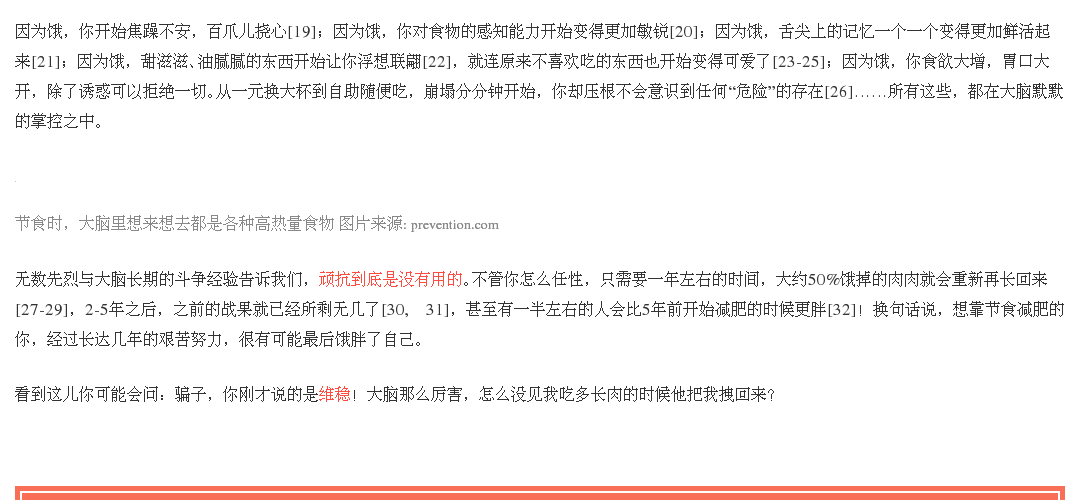 因为饿，你开始焦躁不安，百爪儿挠心[19]；因为饿，你对食物的感知能力开始变得更加敏锐[20]；因为饿，舌尖上的记忆一个一个变得更加鲜活起
来[21]；因为饿，甜滋滋、油腻腻的东西开始让你浮想联翩[22]，就连原来不喜欢吃的东西也开始变得可爱了[23-25]；因为饿，你食欲大增，胃口大
开，除了诱惑可以拒绝一切。从一元换大杯到自助随便吃，崩塌分分钟开始，你却压根不会意识到任何“危险”的存在[26]……所有这些，都在大脑默默
的掌控之中。
节食时，大脑里想来想去都是各种高热量食物 图片来源: prevention.com
无数先烈与大脑长期的斗争经验告诉我们，顽抗到底是没有用的。不管你怎么任性，只需要一年左右的时间，大约50%饿掉的肉肉就会重新再长回来
[27-29]，2-5年之后，之前的战果就已经所剩无几了[30, 31]，甚至有一半左右的人会比5年前开始减肥的时候更胖[32]！换句话说，想靠节食减肥的
你，经过长达几年的艰苦努力，很有可能最后饿胖了自己。
看到这儿你可能会问：骗子，你刚才说的是维稳！大脑那么厉害，怎么没见我吃多长肉的时候他把我拽回来?